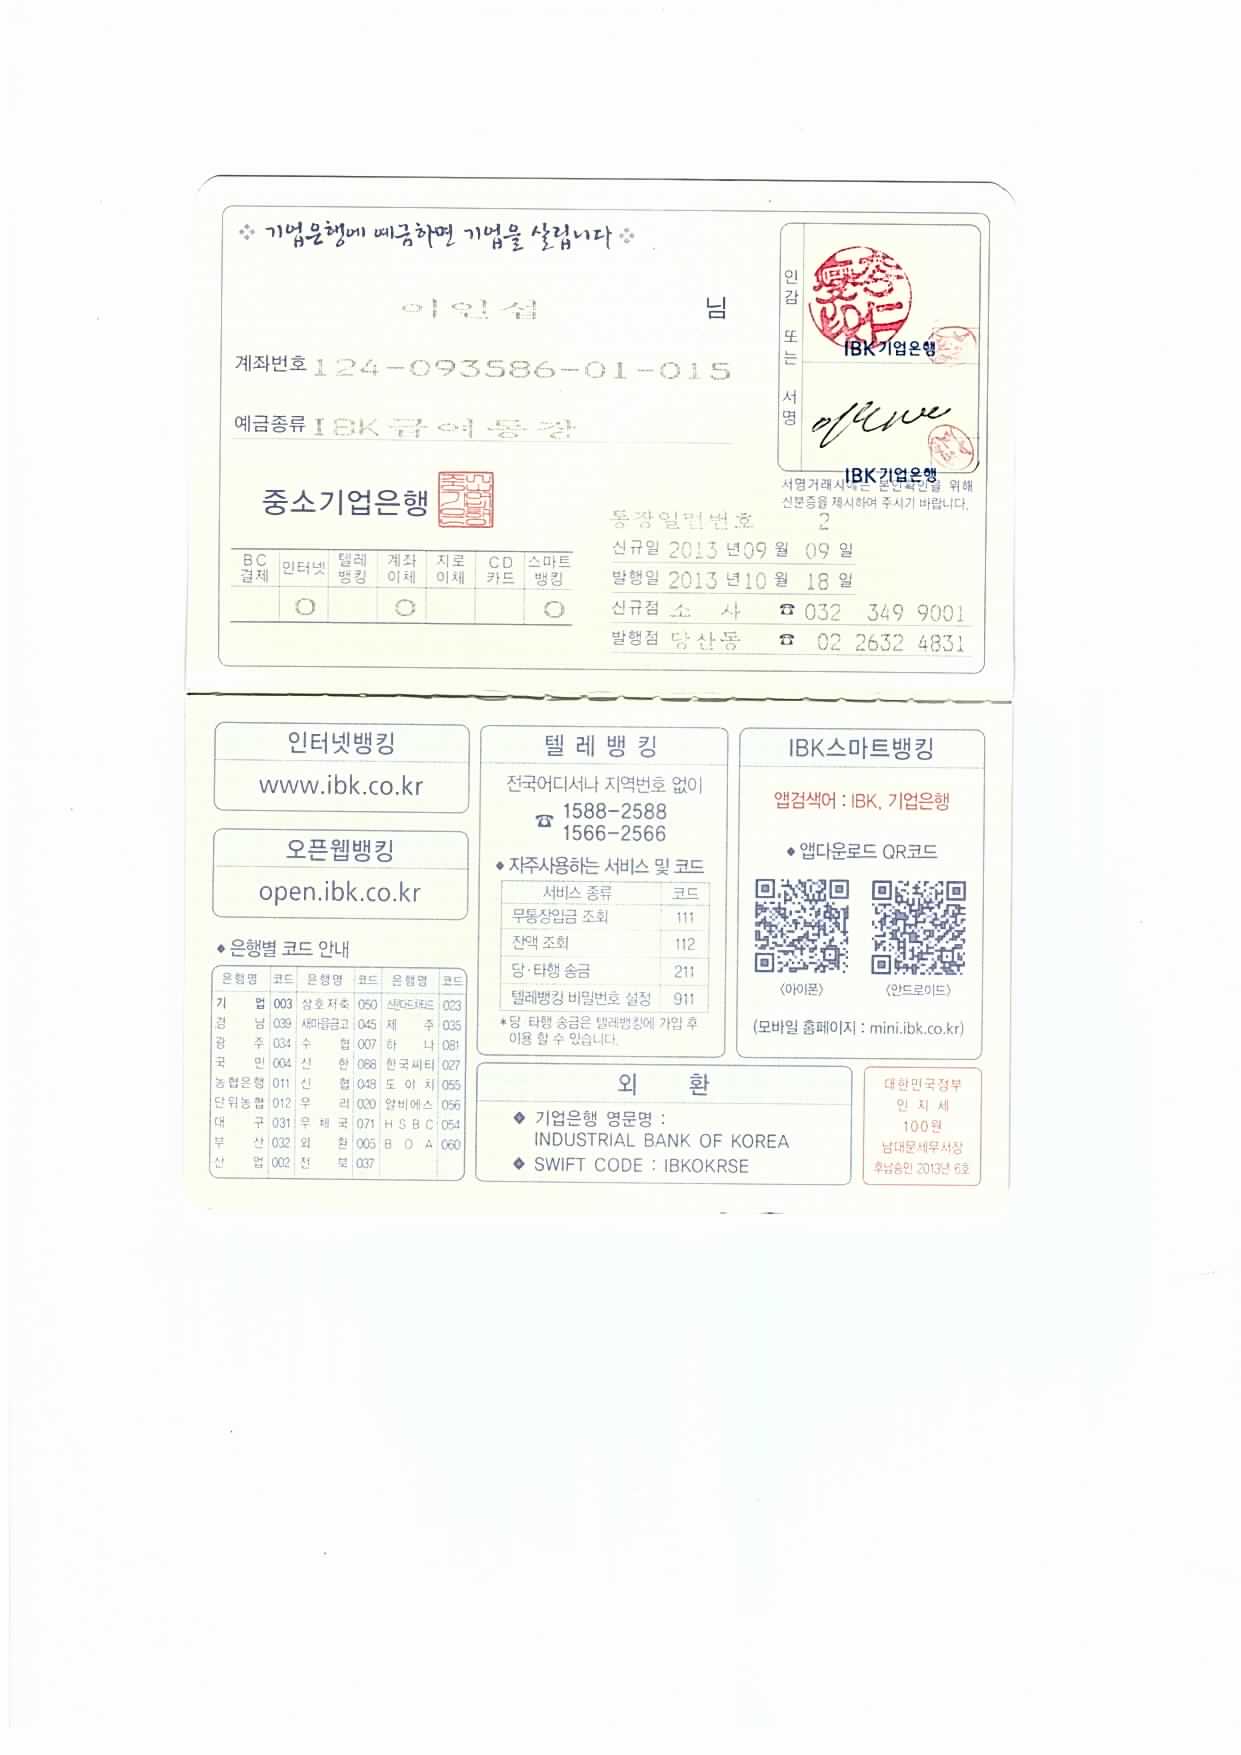 기업은행에 예금하면 기업을 살립니다
이인섭 님
계좌번호 124-093586-01-015
예금종류 IBK급여통장
중소기업은행
인감 또는 서명
IBK기업은행
IBK기업은행
서명거래시에는 본인확인을 위해
신분증을 제시하여 주시기 바랍니다.
통장일련번호 2
신규일 2013 년 09 월 09 일
발행일 2013 년 10 월 18 일
신규점 소 사 ☎ 032 349 9001
발행점 당산동 ☎ 02 2632 4831
BC결제 인터넷 텔레뱅킹 계좌이체 지로이체 CD카드 스마트뱅킹
O O O
인터넷뱅킹
www.ibk.co.kr
오픈웹뱅킹
open.ibk.co.kr
◆ 은행별 코드 안내
은행명 코드 은행명 코드 은행명 코드
기 업 003 상호저축 050 스탠다드차타드 023
경 남 039 새마을금고 045 제 주 035
광 주 034 수 협 007 하 나 081
국 민 004 신 한 088 한국씨티 027
농협은행 011 신 협 048 도 이 치 055
단위농협 012 우 리 020 알비에스 056
대 구 031 우 체 국 071 H S B C 054
부 산 032 외 환 005 B O A 060
산 업 002 전 북 037
텔 레 뱅 킹
전국어디서나 지역번호 없이
☎ 1588-2588
1566-2566
◆ 자주사용하는 서비스 및 코드
서비스 종류 코드
무통장입금 조회 111
잔액 조회 112
당·타행 송금 211
텔레뱅킹 비밀번호 설정 911
*당 타행 송금은 텔레뱅킹에 가입 후
이용 할 수 있습니다.
IBK스마트뱅킹
앱검색어 : IBK, 기업은행
◆ 앱다운로드 QR코드
〈아이폰〉 〈안드로이드〉
(모바일 홈페이지 : mini.ibk.co.kr)
외 환
❖ 기업은행 영문명 :
INDUSTRIAL BANK OF KOREA
❖ SWIFT CODE : IBKOKRSE
대한민국정부
인 지 세
100원
남대문세무서장
후납승인 2013년 6호